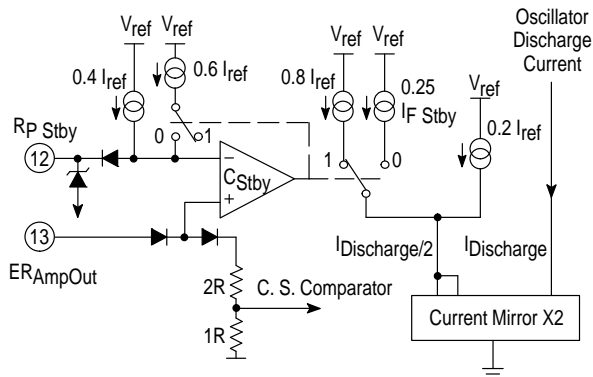 Vref Vref Vref Vref Oscillator
Discharge
Current
0.4 Iref
0.6 Iref
0.8 Iref
0.25
IF Stby
Vref
0.2 Iref
RP Stby
12
0 1
1 0
–
CStby
+
13
ERAmpOut
2R
1R
C. S. Comparator
IDischarge/2
IDischarge
Current Mirror X2